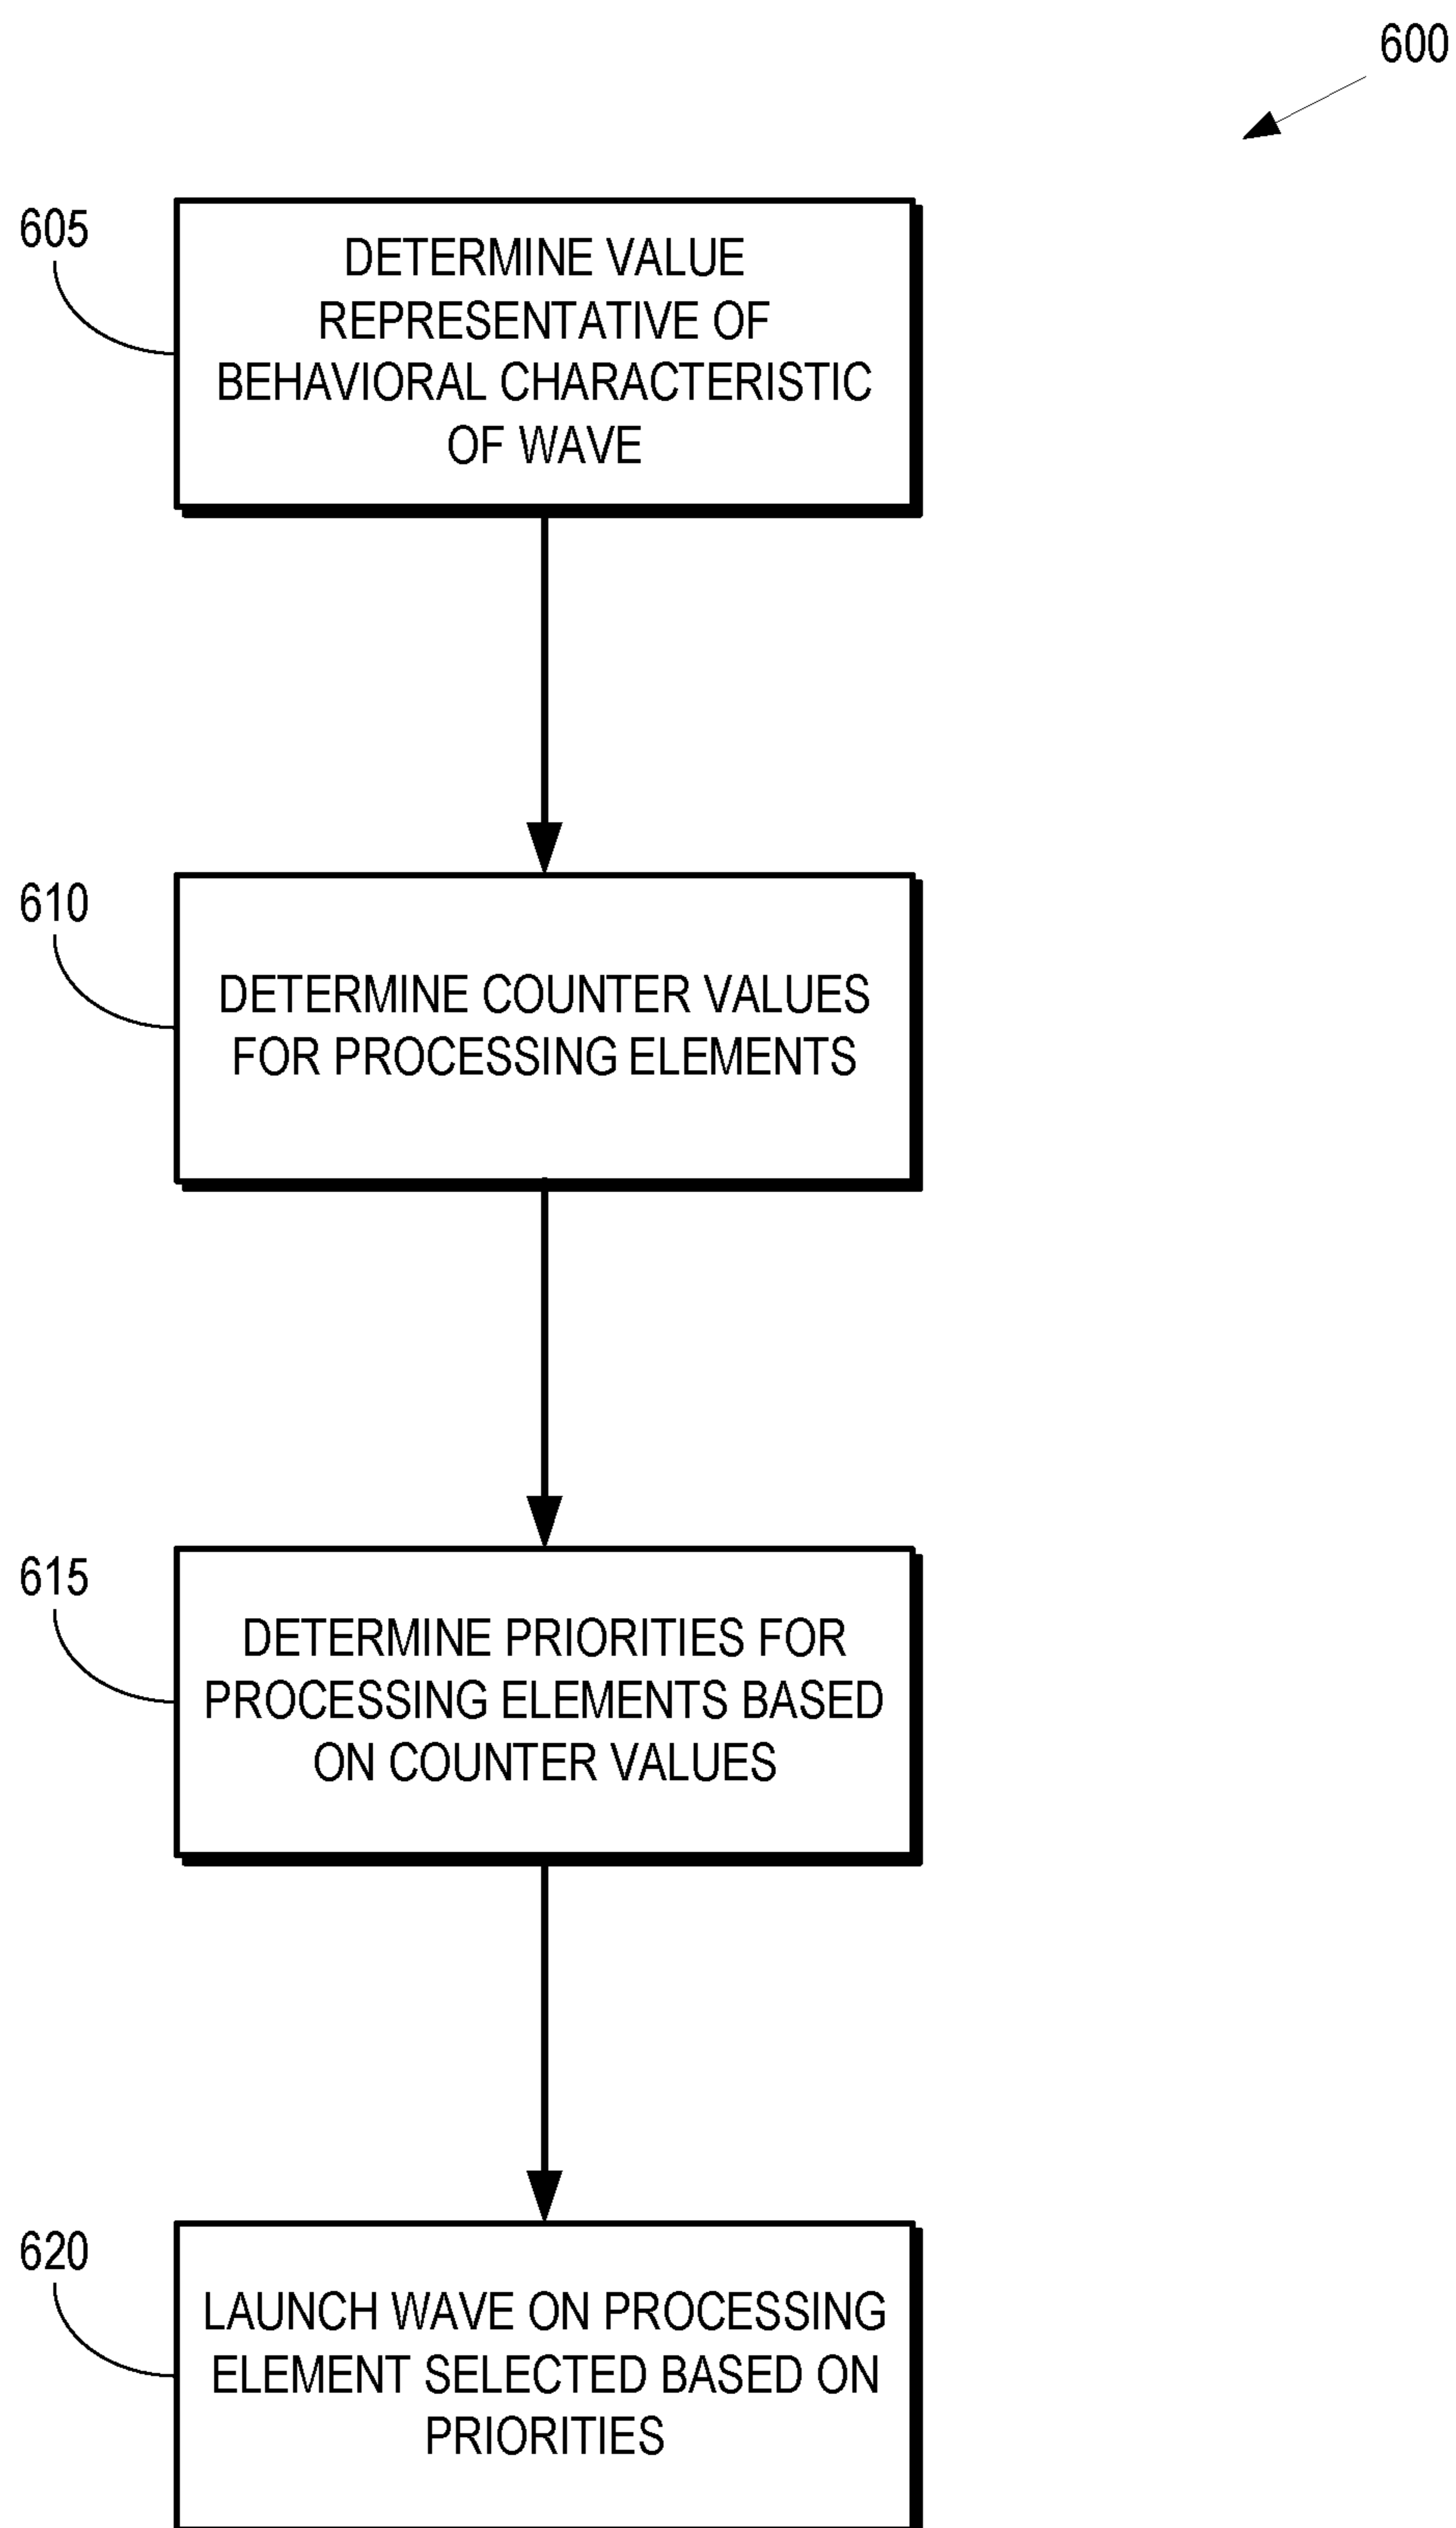 600
605
DETERMINE VALUE
REPRESENTATIVE OF
BEHAVIORAL CHARACTERISTIC
OF WAVE
610
DETERMINE COUNTER VALUES
FOR PROCESSING ELEMENTS
615
DETERMINE PRIORITIES FOR
PROCESSING ELEMENTS BASED
ON COUNTER VALUES
620
LAUNCH WAVE ON PROCESSING
ELEMENT SELECTED BASED ON
PRIORITIES